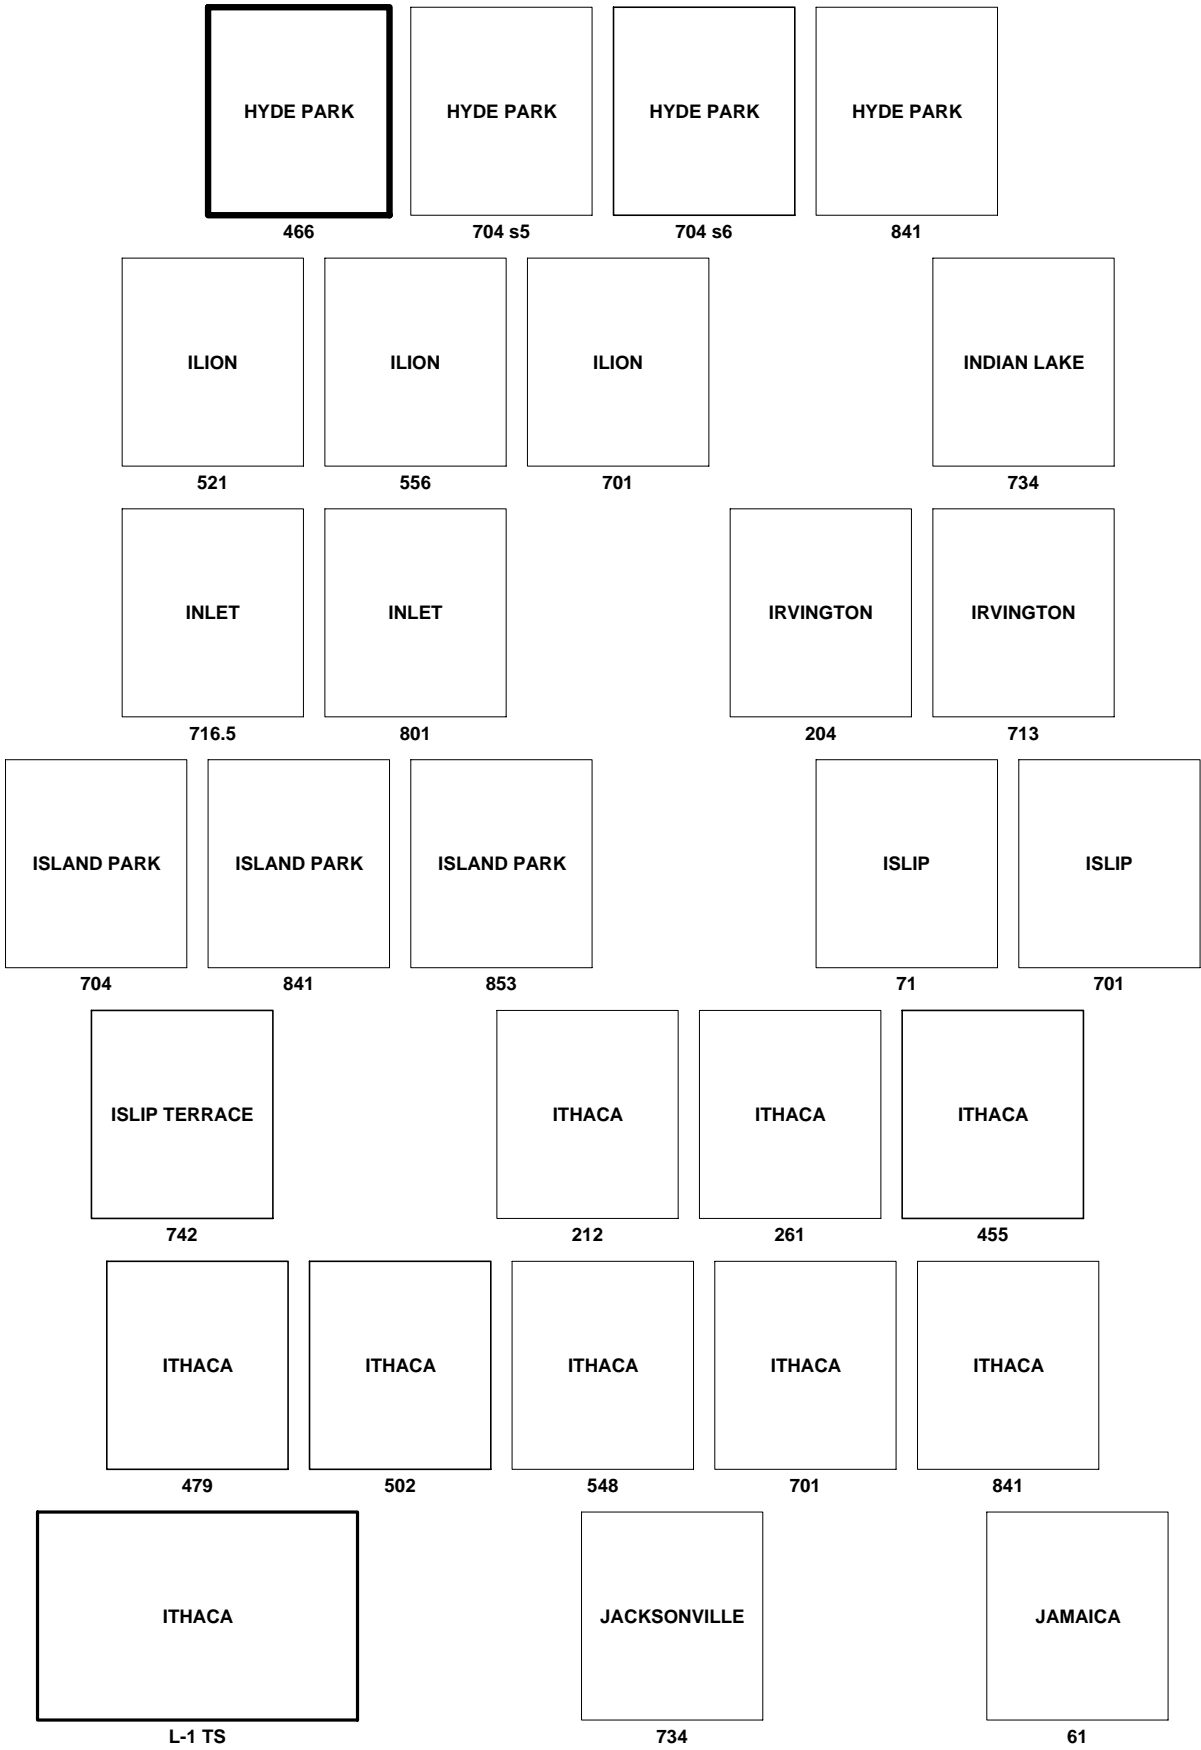 HYDE PARK HYDE PARK HYDE PARK HYDE PARK
466 704 s5 704 s6 841
ILION ILION ILION INDIAN LAKE
521 556 701 734
INLET INLET IRVINGTON IRVINGTON
716.5 801 204 713
ISLAND PARK ISLAND PARK ISLAND PARK ISLIP ISLIP
704 841 853 71 701
ISLIP TERRACE ITHACA ITHACA ITHACA
742 212 261 455
ITHACA ITHACA ITHACA ITHACA ITHACA
479 502 548 701 841
ITHACA JACKSONVILLE JAMAICA
L-1 TS 734 61